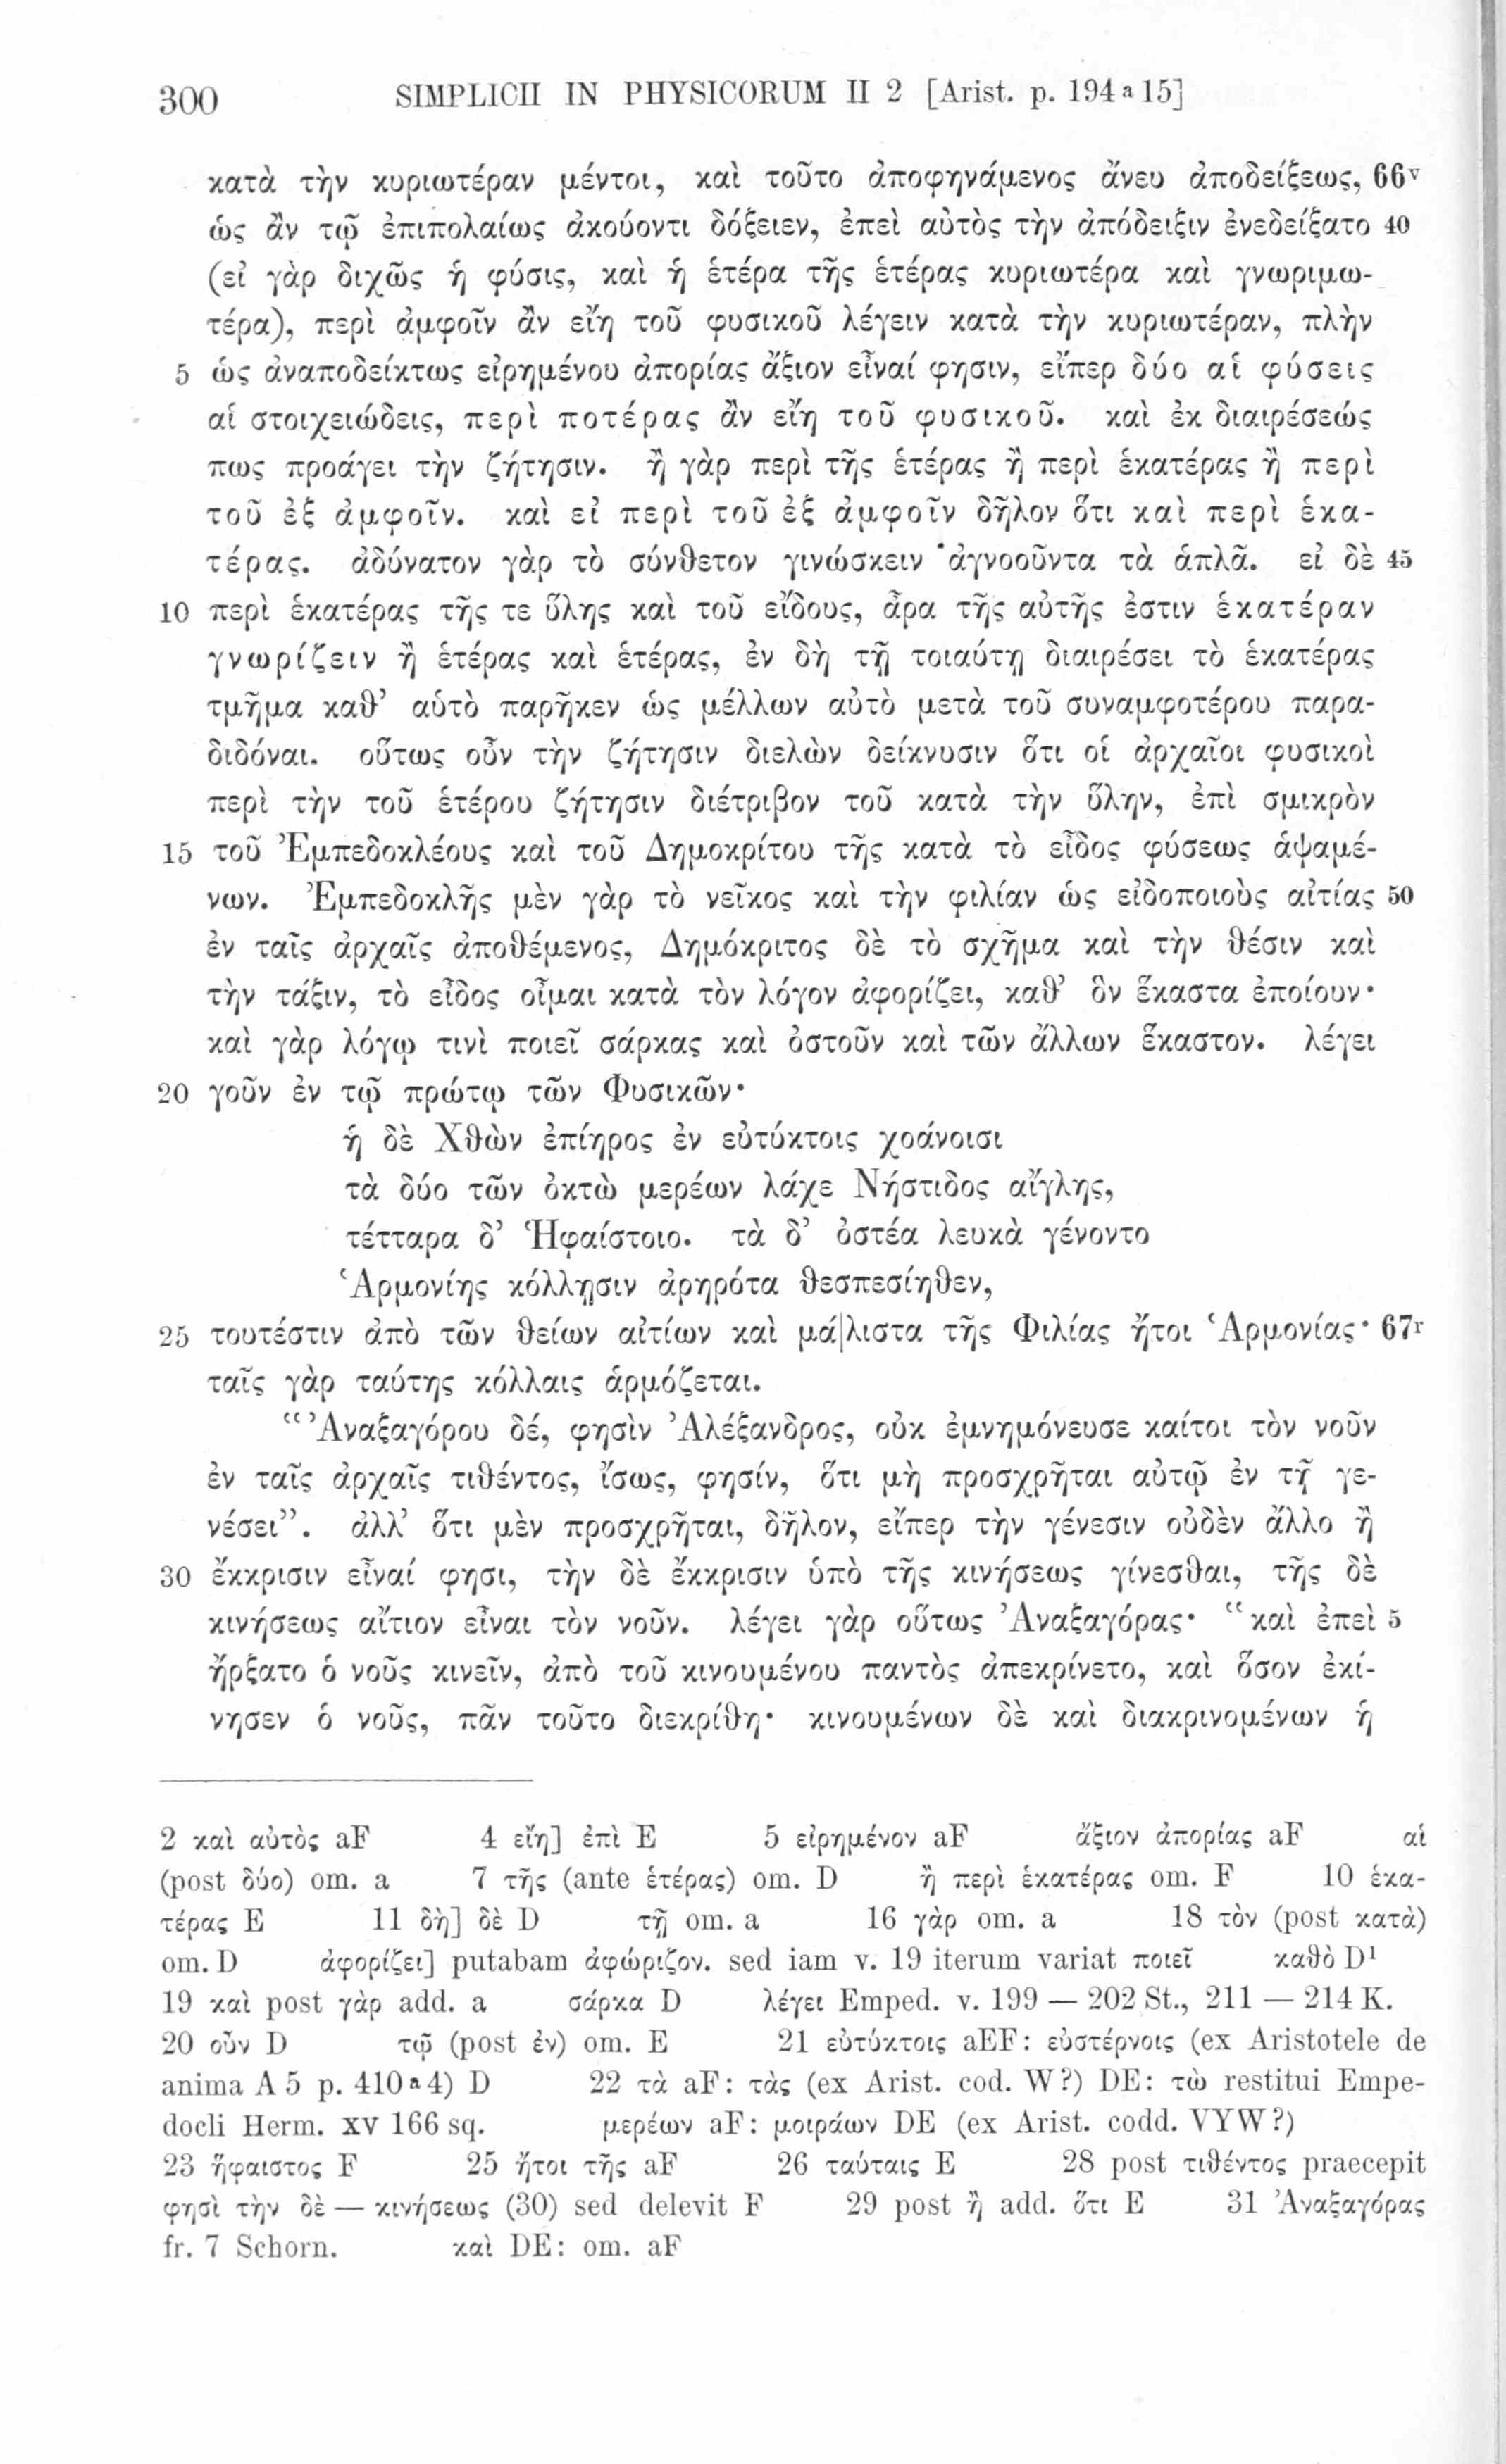 300 SIMPLICII IN PHYSICORUM II 2 [Arist. p. 194 a 15]
κατὰ τὴν κυριωτέραν μέντοι, καὶ τοῦτο ἀποφηνάμενος ἄνευ ἀποδείξεως, 66v
ὡς ἂν τῷ ἐπιπολαίως ἀκούοντι δόξειεν, ἐπεὶ αὐτὸς τὴν ἀπόδειξιν ἐνεδείξατο 40
(εἰ γὰρ διχῶς ἡ φύσις, καὶ ἡ ἑτέρα τῆς ἑτέρας κυριωτέρα καὶ γνωριμω-
τέρα), περὶ ἀμφοῖν ἂν εἴη τοῦ φυσικοῦ λέγειν κατὰ τὴν κυριωτέραν, πλὴν
5 ὡς ἀναποδείκτως εἰρημένου ἀπορίας ἄξιον εἶναί φησιν, εἴπερ δύο αἱ φύσεις
αἱ στοιχειώδεις, περὶ ποτέρας ἂν εἴη τοῦ φυσικοῦ. καὶ ἐκ διαιρέσεώς
πως προάγει τὴν ζήτησιν. ἢ γὰρ περὶ τῆς ἑτέρας ἢ περὶ ἑκατέρας ἢ περὶ
τοῦ ἐξ ἀμφοῖν. καὶ εἰ περὶ τοῦ ἐξ ἀμφοῖν δῆλον ὅτι καὶ περὶ ἑκα-
τέρας. ἀδύνατον γὰρ τὸ σύνθετον γινώσκειν ἀγνοοῦντα τὰ ἁπλᾶ. εἰ δὲ 45
10 περὶ ἑκατέρας τῆς τε ὕλης καὶ τοῦ εἴδους, ἆρα τῆς αὐτῆς ἐστιν ἑκατέραν
γνωρίζειν ἢ ἑτέρας καὶ ἑτέρας, ἐν δὴ τῇ τοιαύτῃ διαιρέσει τὸ ἑκατέρας
τμῆμα καθ’ αὑτὸ παρῆκεν ὡς μέλλων αὐτὸ μετὰ τοῦ συναμφοτέρου παρα-
διδόναι. οὕτως οὖν τὴν ζήτησιν διελὼν δείκνυσιν ὅτι οἱ ἀρχαῖοι φυσικοὶ
περὶ τὴν τοῦ ἑτέρου ζήτησιν διέτριβον τοῦ κατὰ τὴν ὕλην, ἐπὶ σμικρὸν
15 τοῦ Ἐμπεδοκλέους καὶ τοῦ Δημοκρίτου τῆς κατὰ τὸ εἶδος φύσεως ἁψαμέ-
νων. Ἐμπεδοκλῆς μὲν γὰρ τὸ νεῖκος καὶ τὴν φιλίαν ὡς εἰδοποιοὺς αἰτίας 50
ἐν ταῖς ἀρχαῖς ἀποθέμενος, Δημόκριτος δὲ τὸ σχῆμα καὶ τὴν θέσιν καὶ
τὴν τάξιν, τὸ εἶδος οἶμαι κατὰ τὸν λόγον ἀφορίζει, καθ’ ὃν ἕκαστα ἐποίουν·
καὶ γὰρ λόγῳ τινὶ ποιεῖ σάρκας καὶ ὀστοῦν καὶ τῶν ἄλλων ἕκαστον. λέγει
20 γοῦν ἐν τῷ πρώτῳ τῶν Φυσικῶν·
ἡ δὲ Χθὼν ἐπίηρος ἐν εὐτύκτοις χοάνοισι
τὰ δύο τῶν ὀκτὼ μερέων λάχε Νήστιδος αἴγλης,
τέτταρα δ’ Ἡφαίστοιο. τὰ δ’ ὀστέα λευκὰ γένοντο
Ἁρμονίης κόλλῃσιν ἀρηρότα θεσπεσίηθεν,
25 τουτέστιν ἀπὸ τῶν θείων αἰτίων καὶ μά|λιστα τῆς Φιλίας ἤτοι Ἁρμονίας· 67r
ταῖς γὰρ ταύτης κόλλαις ἁρμόζεται.
“Ἀναξαγόρου δέ, φησὶν Ἀλέξανδρος, οὐκ ἐμνημόνευσε καίτοι τὸν νοῦν
ἐν ταῖς ἀρχαῖς τιθέντος, ἴσως, φησίν, ὅτι μὴ προσχρῆται αὐτῷ ἐν τῇ γε-
νέσει”. ἀλλ’ ὅτι μὲν προσχρῆται, δῆλον, εἴπερ τὴν γένεσιν οὐδὲν ἄλλο ἢ
30 ἔκκρισιν εἶναί φησι, τὴν δὲ ἔκκρισιν ὑπὸ τῆς κινήσεως γίνεσθαι, τῆς δὲ
κινήσεως αἴτιον εἶναι τὸν νοῦν. λέγει γὰρ οὕτως Ἀναξαγόρας· “καὶ ἐπεὶ 5
ἤρξατο ὁ νοῦς κινεῖν, ἀπὸ τοῦ κινουμένου παντὸς ἀπεκρίνετο, καὶ ὅσον ἐκί-
νησεν ὁ νοῦς, πᾶν τοῦτο διεκρίθη· κινουμένων δὲ καὶ διακρινομένων ἡ
2 καὶ αὐτὸς aF 4 εἴη] ἐπὶ E 5 εἰρημένον aF ἄξιον ἀπορίας aF αἱ
(post δύο) om. a 7 τῆς (ante ἑτέρας) om. D ἢ περὶ ἑκατέρας om. F 10 ἑκα-
τέρας E 11 δὴ] δὲ D τῇ om. a 16 γὰρ om. a 18 τὸν (post κατὰ)
om. D ἀφορίζει] putabam ἀφώριζον. sed iam v. 19 iterum variat ποιεῖ καθὸ D¹
19 καὶ post γὰρ add. a σάρκα D λέγει Emped. v. 199 — 202 St., 211 — 214 K.
20 οὖν D τῷ (post ἐν) om. E 21 εὐτύκτοις aEF: εὐστέρνοις (ex Aristotele de
anima A 5 p. 410 a 4) D 22 τὰ aF: τὰς (ex Arist. cod. W?) DE: τὼ restitui Empe-
docli Herm. XV 166 sq. μερέων aF: μοιράων DE (ex Arist. codd. VYW?)
23 ἥφαιστος F 25 ἤτοι τῆς aF 26 ταύταις E 28 post τιθέντος praecepit
φησὶ τὴν δὲ — κινήσεως (30) sed delevit F 29 post ἢ add. ὅτι E 31 Ἀναξαγόρας
fr. 7 Schorn. καὶ DE: om. aF